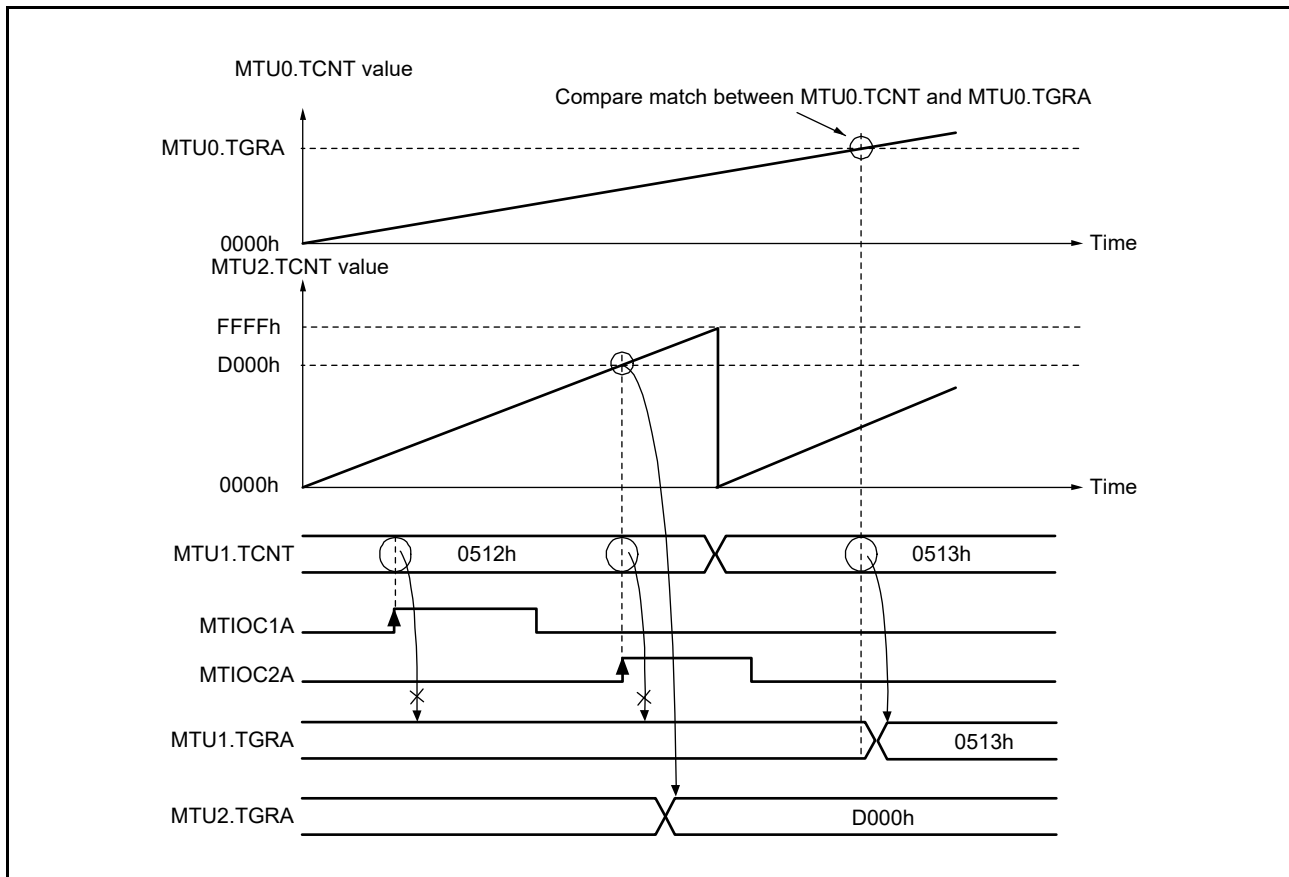 MTU0.TCNT value
Compare match between MTU0.TCNT and MTU0.TGRA
MTU0.TGRA
0000h
Time
MTU2.TCNT value
FFFFh
D000h
0000h
Time
MTU1.TCNT
0512h
0513h
MTIOC1A
MTIOC2A
MTU1.TGRA
0513h
MTU2.TGRA
D000h